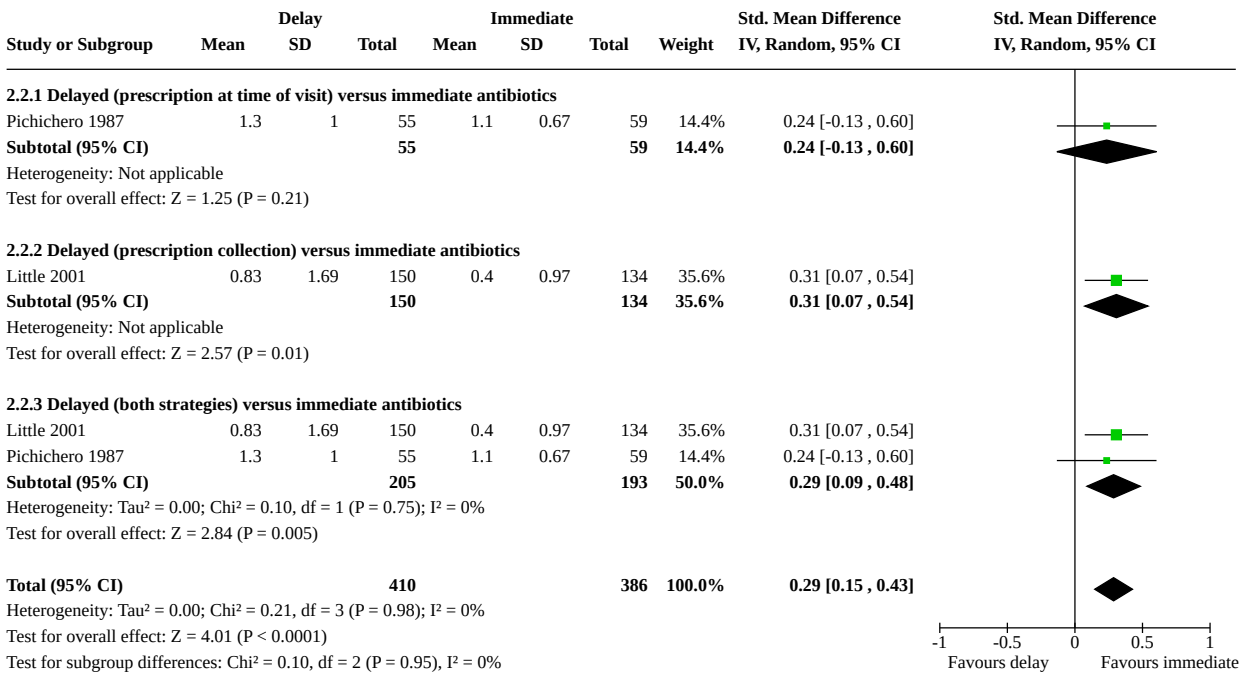 Delay Immediate Std. Mean Difference Std. Mean Difference
Study or Subgroup Mean SD Total Mean SD Total Weight IV, Random, 95% CI IV, Random, 95% CI
2.2.1 Delayed (prescription at time of visit) versus immediate antibiotics
Pichichero 1987 1.3 1 55 1.1 0.67 59 14.4% 0.24 [-0.13 , 0.60]
Subtotal (95% CI) 55 59 14.4% 0.24 [-0.13 , 0.60]
Heterogeneity: Not applicable
Test for overall effect: Z = 1.25 (P = 0.21)
2.2.2 Delayed (prescription collection) versus immediate antibiotics
Little 2001 0.83 1.69 150 0.4 0.97 134 35.6% 0.31 [0.07 , 0.54]
Subtotal (95% CI) 150 134 35.6% 0.31 [0.07 , 0.54]
Heterogeneity: Not applicable
Test for overall effect: Z = 2.57 (P = 0.01)
2.2.3 Delayed (both strategies) versus immediate antibiotics
Little 2001 0.83 1.69 150 0.4 0.97 134 35.6% 0.31 [0.07 , 0.54]
Pichichero 1987 1.3 1 55 1.1 0.67 59 14.4% 0.24 [-0.13 , 0.60]
Subtotal (95% CI) 205 193 50.0% 0.29 [0.09 , 0.48]
Heterogeneity: Tau² = 0.00; Chi² = 0.10, df = 1 (P = 0.75); I² = 0%
Test for overall effect: Z = 2.84 (P = 0.005)
Total (95% CI) 410 386 100.0% 0.29 [0.15 , 0.43]
Heterogeneity: Tau² = 0.00; Chi² = 0.21, df = 3 (P = 0.98); I² = 0%
Test for overall effect: Z = 4.01 (P < 0.0001)
-1 -0.5 0 0.5 1
Test for subgroup differences: Chi² = 0.10, df = 2 (P = 0.95), I² = 0% Favours delay Favours immediate